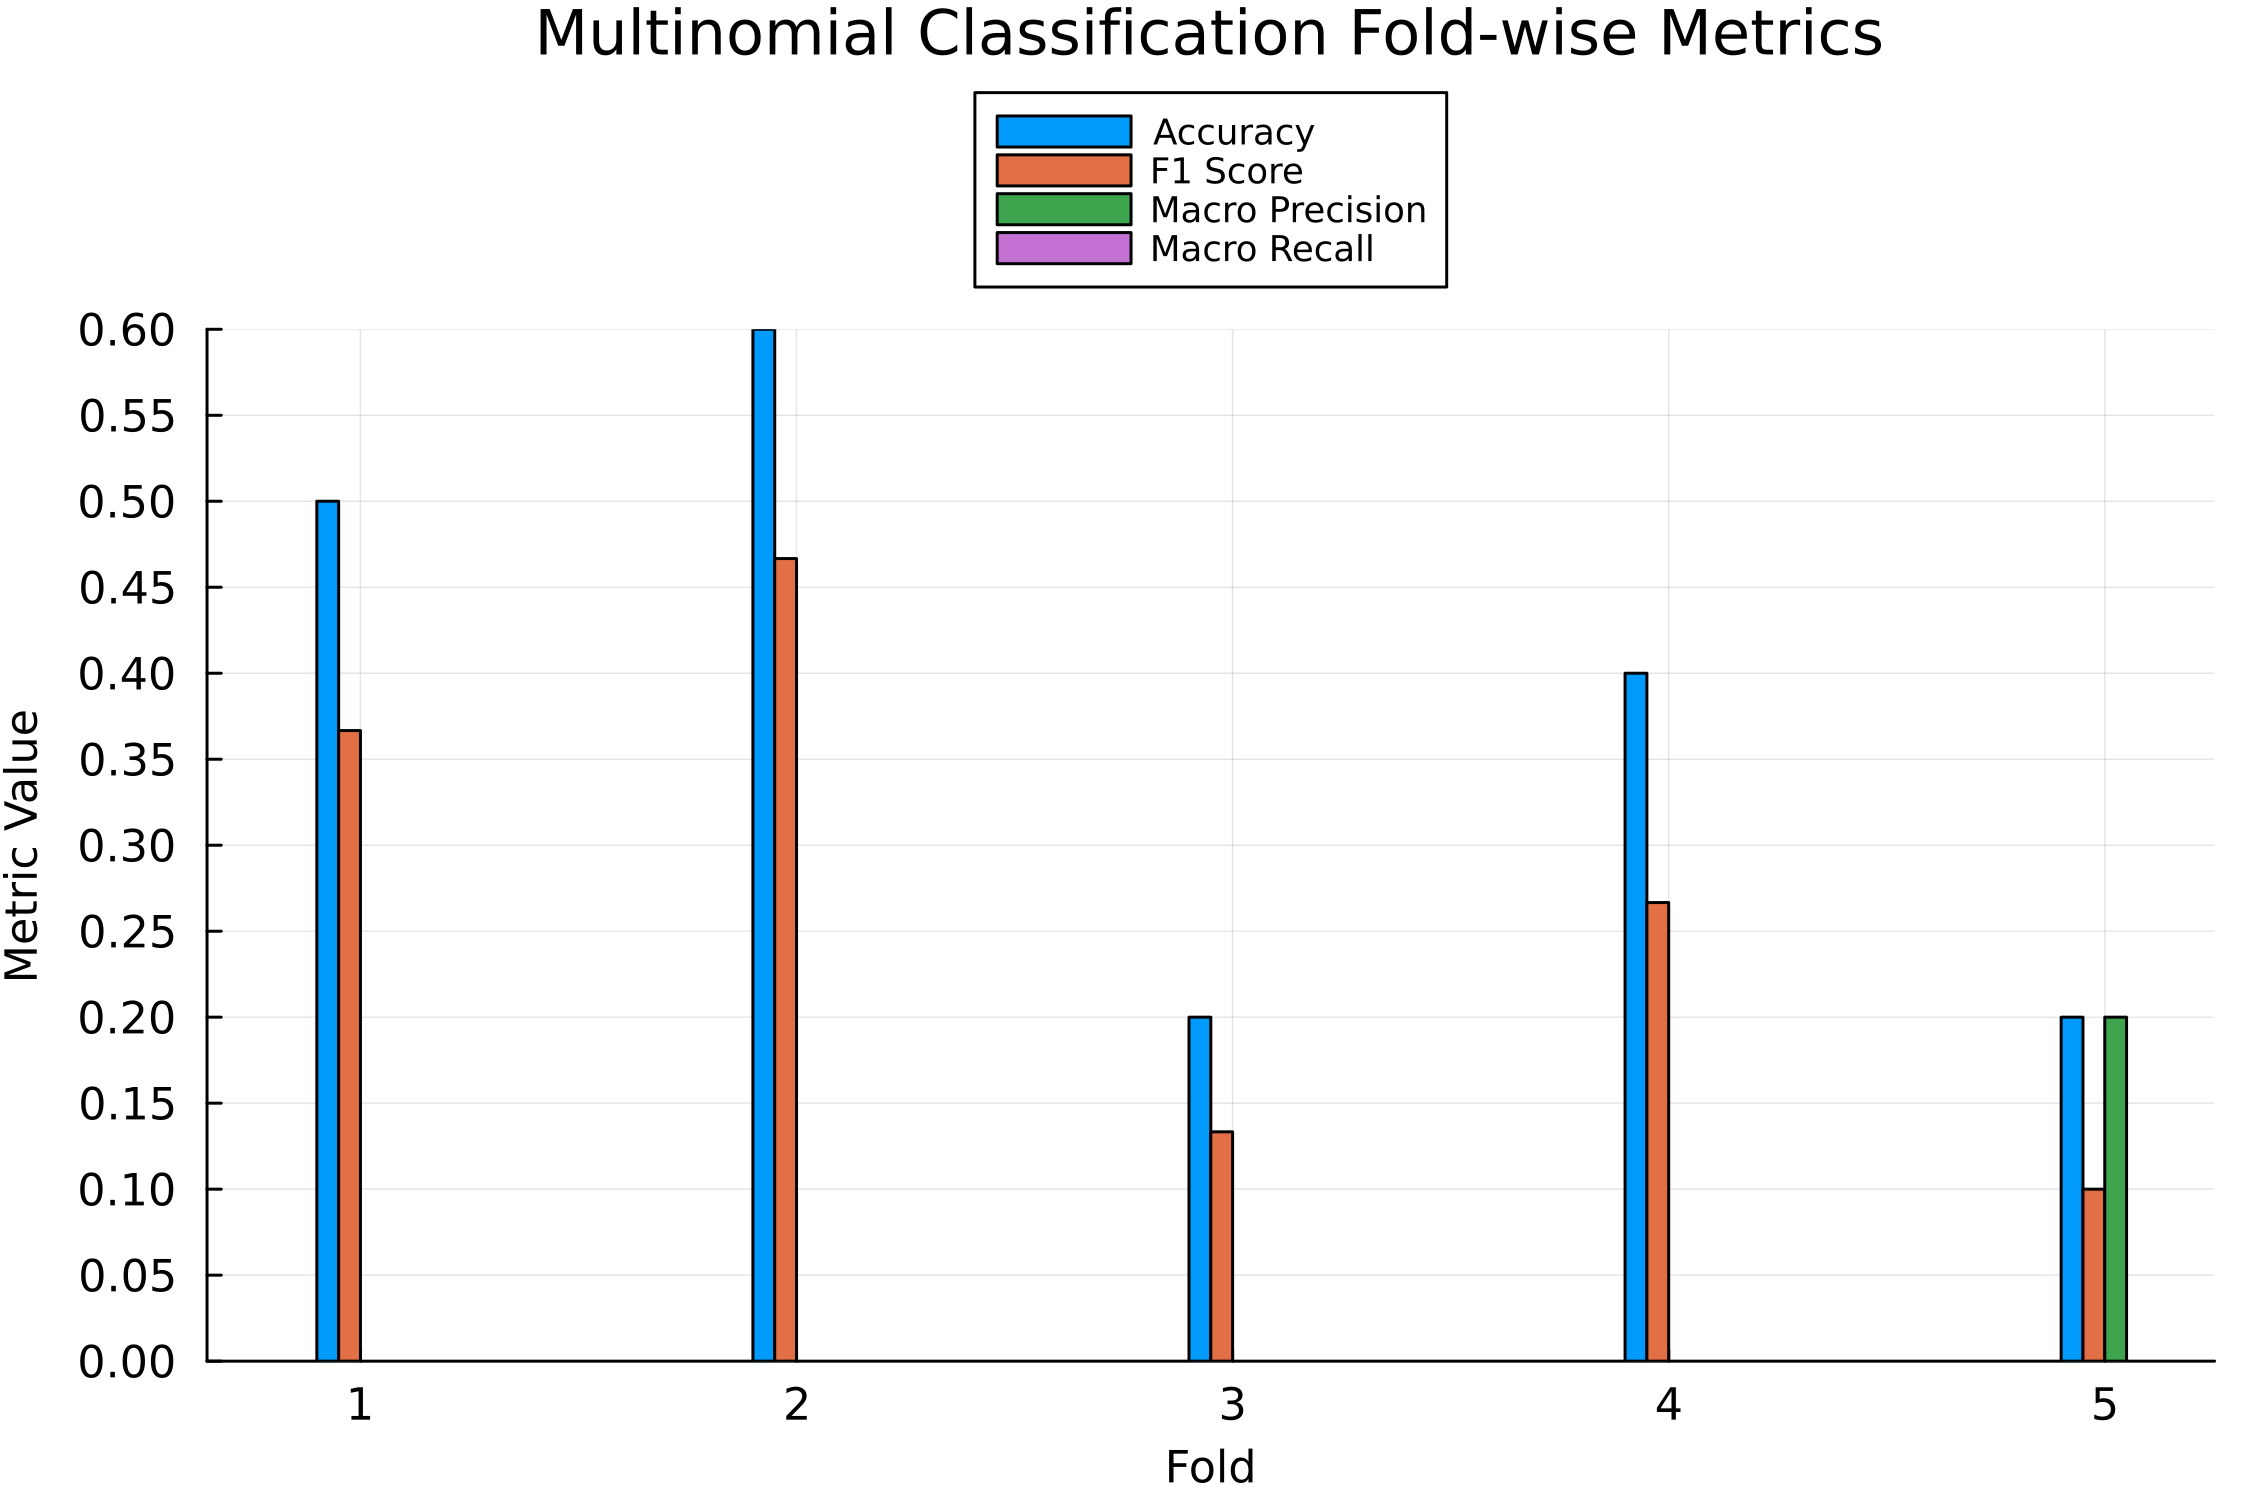 Multinomial Classification Fold-wise Metrics
Accuracy
F1 Score
Macro Precision
Macro Recall
0.60
0.55
0.50
0.45
0.40
0.35
0.30
0.25
0.20
0.15
0.10
0.05
0.00
Metric Value
1 2 3 4 5
Fold